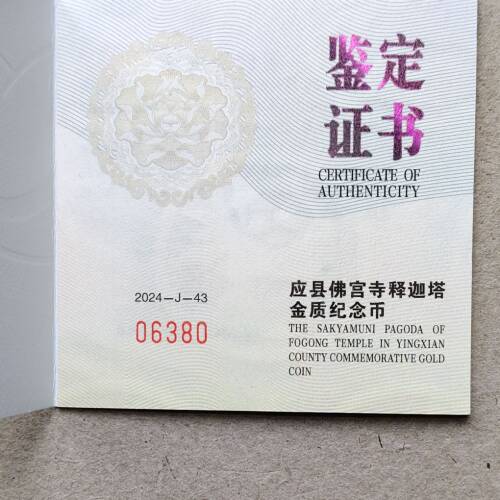 鉴定
证书
CERTIFICATE OF
AUTHENTICITY
2024-J-43
06380
应县佛宫寺释迦塔
金质纪念币
THE SAKYAMUNI PAGODA OF
FOGONG TEMPLE IN YINGXIAN
COUNTY COMMEMORATIVE GOLD
COIN